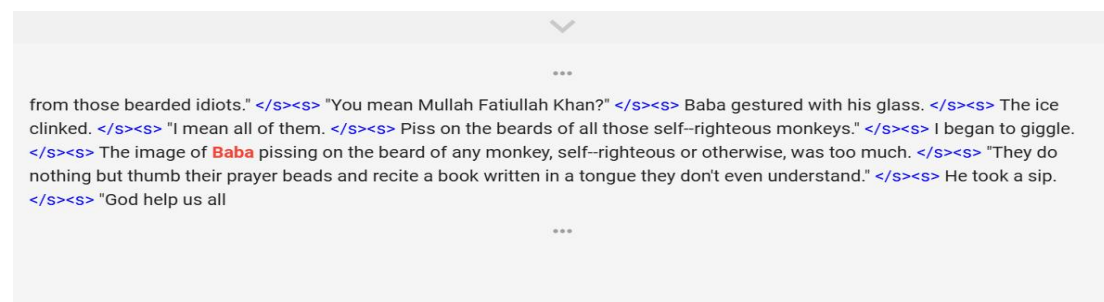 ...
from those bearded idiots." </s><s> "You mean Mullah Fatiullah Khan?" </s><s> Baba gestured with his glass. </s><s> The ice
clinked. </s><s> "I mean all of them. </s><s> Piss on the beards of all those self--righteous monkeys." </s><s> I began to giggle.
</s><s> The image of Baba pissing on the beard of any monkey, self--righteous or otherwise, was too much. </s><s> "They do
nothing but thumb their prayer beads and recite a book written in a tongue they don't even understand." </s><s> He took a sip.
</s><s> "God help us all
...